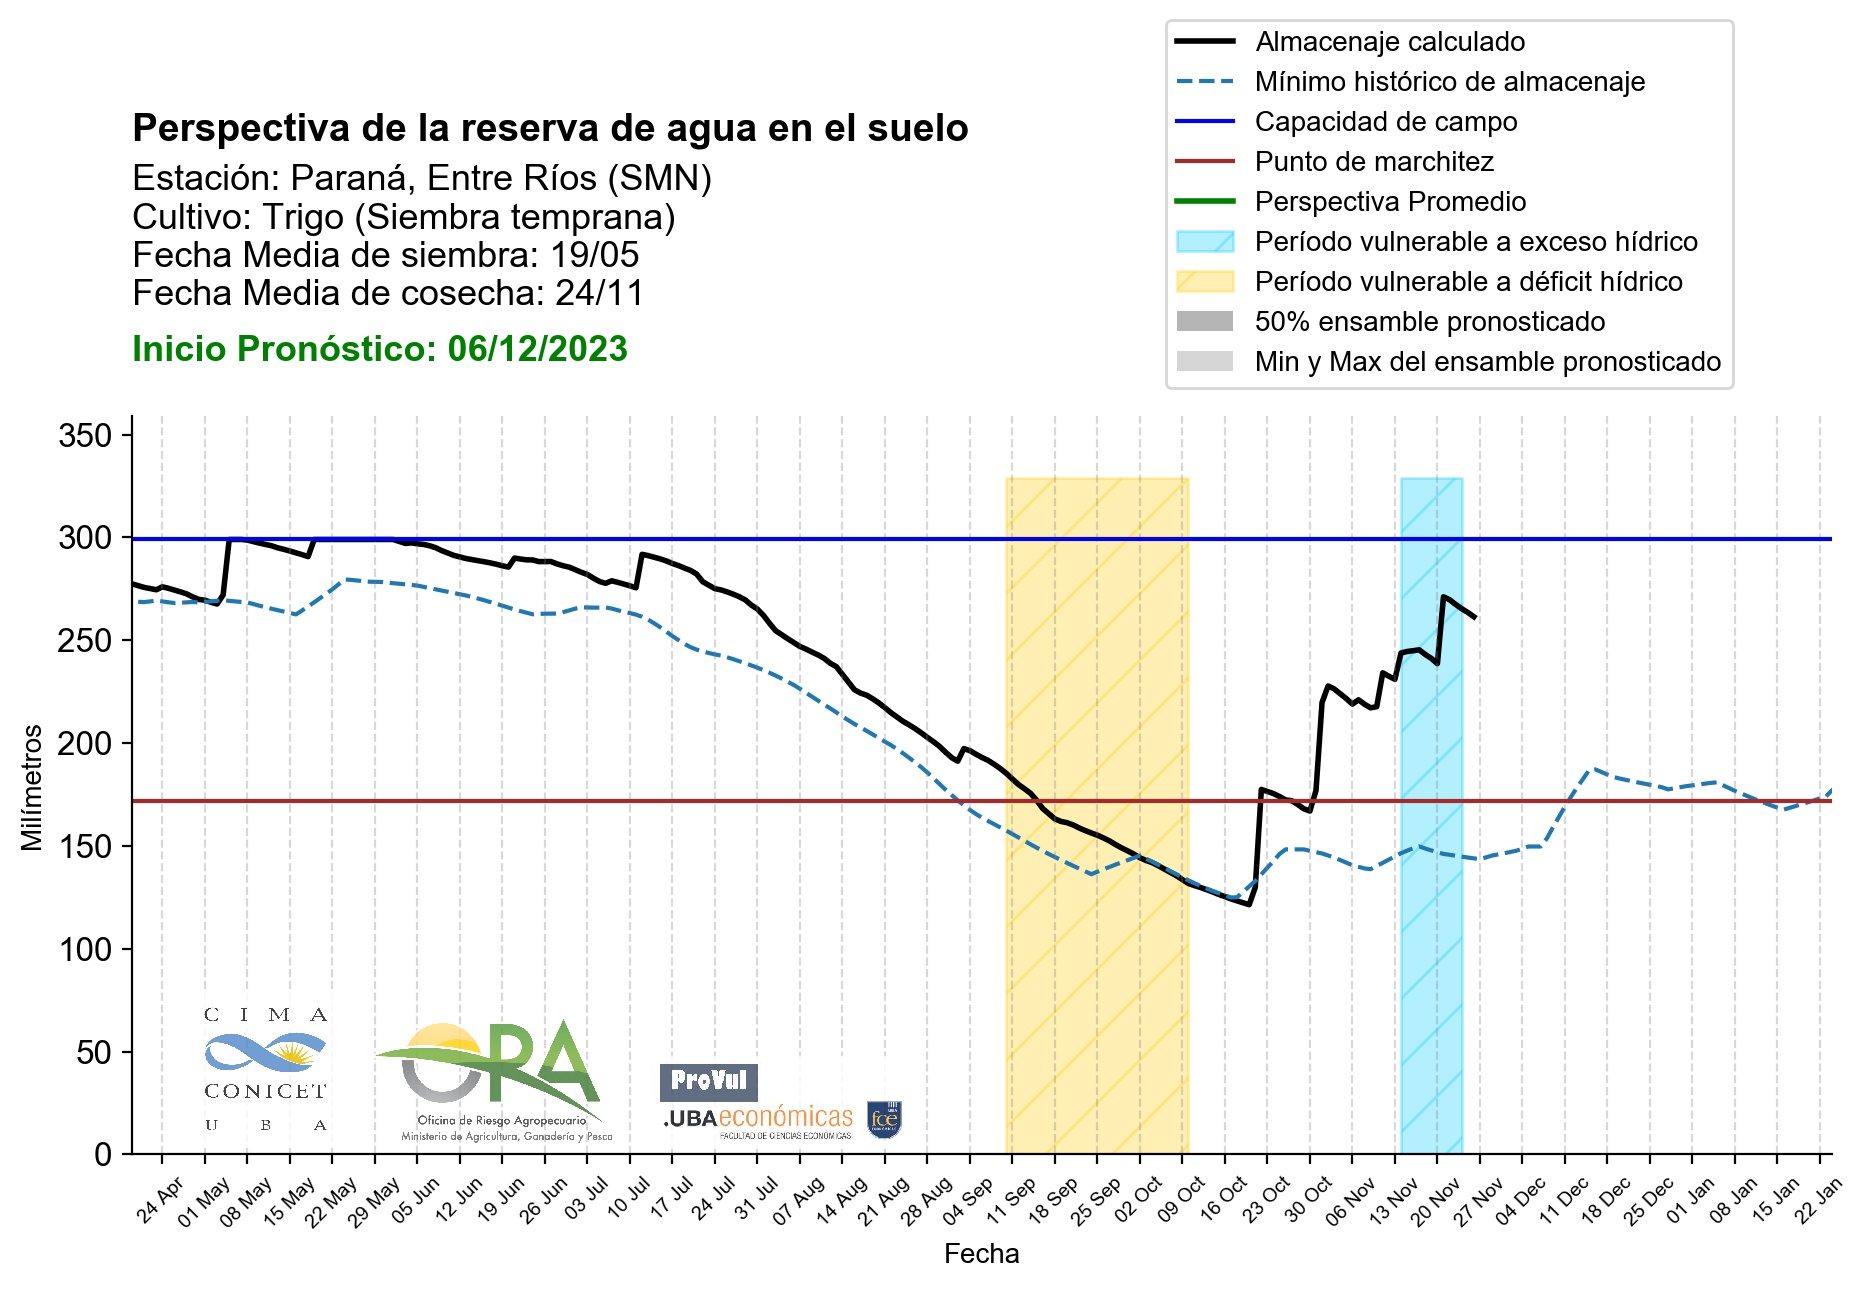 Perspectiva de la reserva de agua en el suelo
Estación: Paraná, Entre Ríos (SMN)
Cultivo: Trigo (Siembra temprana)
Fecha Media de siembra: 19/05
Fecha Media de cosecha: 24/11
Inicio Pronóstico: 06/12/2023
Almacenaje calculado
Mínimo histórico de almacenaje
Capacidad de campo
Punto de marchitez
Perspectiva Promedio
Período vulnerable a exceso hídrico
Período vulnerable a déficit hídrico
50% ensamble pronosticado
Min y Max del ensamble pronosticado
Milímetros
350
300
250
200
150
100
50
0
CIMA
CONICET
UBA
ORA
Oficina de Riesgo Agropecuario
Ministerio de Agricultura, Ganadería y Pesca
ProVul
.UBAeconómicas
FACULTAD DE CIENCIAS ECONÓMICAS
fce
24 Apr
01 May
08 May
15 May
22 May
29 May
05 Jun
12 Jun
19 Jun
26 Jun
03 Jul
10 Jul
17 Jul
24 Jul
31 Jul
07 Aug
14 Aug
21 Aug
28 Aug
04 Sep
11 Sep
18 Sep
25 Sep
02 Oct
09 Oct
16 Oct
23 Oct
30 Oct
06 Nov
13 Nov
20 Nov
27 Nov
04 Dec
11 Dec
18 Dec
25 Dec
01 Jan
08 Jan
15 Jan
22 Jan
Fecha